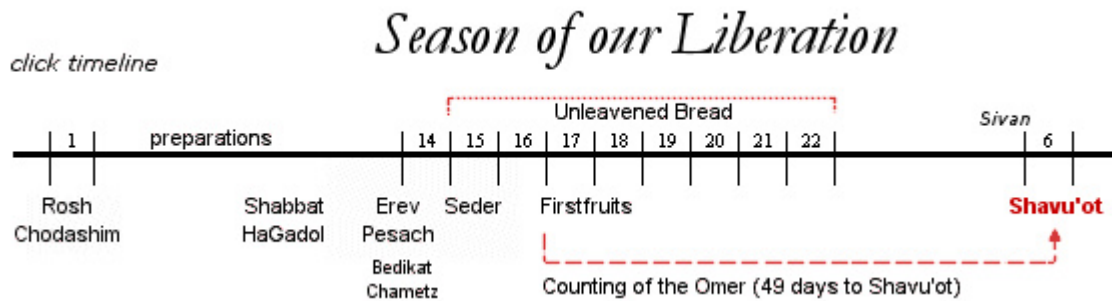 Season of our Liberation
click timeline
Unleavened Bread
Sivan
1 preparations 14 15 16 17 18 19 20 21 22 6
Rosh Shabbat Erev Seder Firstfruits Shavu'ot
Chodashim HaGadol Pesach
Bedikat
Chametz Counting of the Omer (49 days to Shavu'ot)